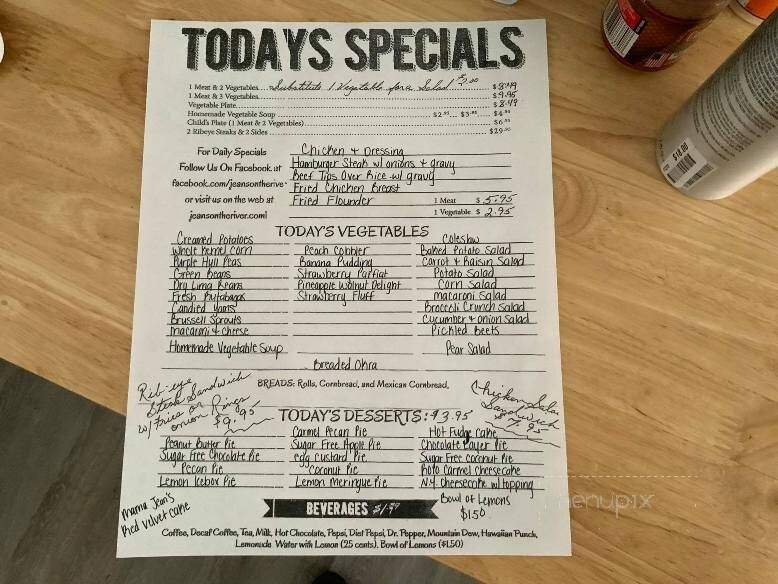 TODAYS SPECIALS
1 Meat & 2 Vegetables.... Substitute 1 Vegetable for a Salad $2.00 $8.49
1 Meat & 3 Vegetables $9.95
Vegetable Plate $8.49
Homemade Vegetable Soup $2. $3. $4.
Child's Plate (1 Meat & 2 Vegetables) $6.
2 Ribeye Steaks & 2 Sides $29.
For Daily Specials
Follow Us On Facebook at
facebook.com/jeansontherive
or visit us on the web at
jeansontheriver.com!
Chicken + Dressing
Hamburger Steak w/ onions + gravy
Beef Tips Over Rice w/ gravy
Fried Chicken Breast
Fried Flounder
1 Meat $5.95
1 Vegetable $2.95
TODAY'S VEGETABLES
Creamed Potatoes
Whole Kernel Corn
Purple Hull Peas
Green Beans
Dry Lima Beans
Fresh Rutabagas
Candied Yams
Brussell Sprouts
Macaroni & Cheese
Homemade Vegetable Soup
Peach Cobbler
Banana Pudding
Strawberry Parfiat
Pineapple Walnut Delight
Strawberry Fluff
Coleslaw
Baked Potato Salad
Carrot & Raisin Salad
Potato Salad
Corn Salad
Macaroni Salad
Broccoli Crunch Salad
Cucumber & Onion Salad
Pickled Beets
Pear Salad
Breaded Okra
BREADS: Rolls, Cornbread, and Mexican Cornbread.
Rib-eye
Steak Sandwich
w/ Fries or
onion Rings
$9.95
Chicken Salad
Sandwich
7.95
TODAY'S DESSERTS: $3.95
Peanut Butter Pie
Sugar Free Chocolate Pie
Pecan Pie
Lemon Icebox Pie
Carmel Pecan Pie
Sugar Free Apple Pie
egg Custard Pie
Coconut Pie
Lemon Meringue Pie
Hot Fudge Cake
Chocolate Layer Pie
Sugar Free Coconut Pie
Carmel Cheesecake
N.Y. Cheesecake w/ topping
Mama Jean's
Red velvet cake
BEVERAGES $1.99
Bowl of Lemons
$1.50
Coffee, Decaf Coffee, Tea, Milk, Hot Chocolate, Pepsi, Diet Pepsi, Dr. Pepper, Mountain Dew, Hawaiian Punch,
Lemonade Water with Lemon (25 cents), Bowl of Lemons ($1.50)
$18.00
menupix